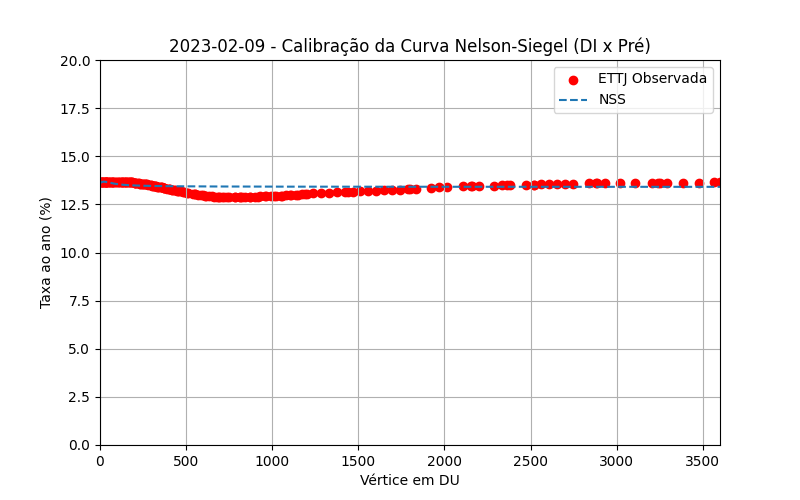 2023-02-09 - Calibração da Curva Nelson-Siegel (DI x Pré)
20.0
17.5
15.0
12.5
10.0
7.5
5.0
2.5
0.0
Taxa ao ano (%)
ETTJ Observada
NSS
0 500 1000 1500 2000 2500 3000 3500
Vértice em DU